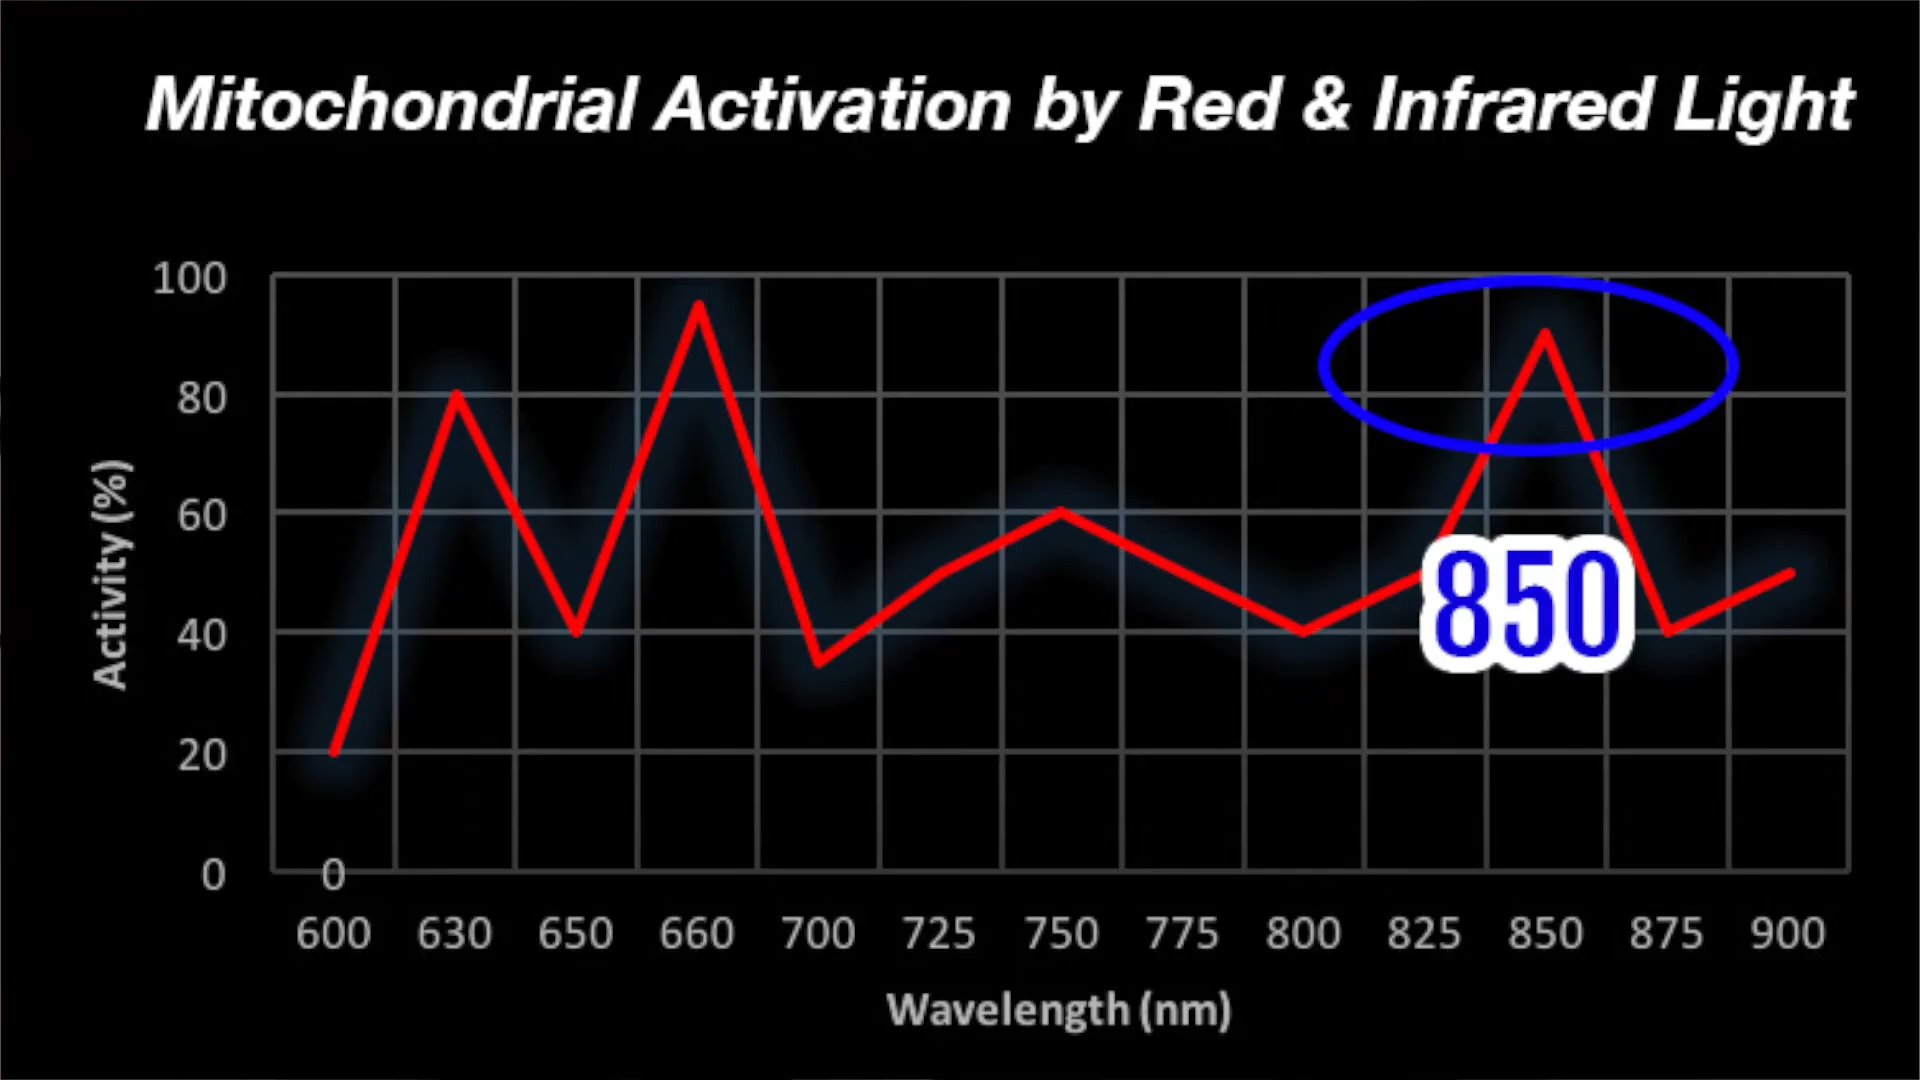 Mitochondrial Activation by Red & Infrared Light
100
80
60
40
20
0
0
Activity (%)
850
600 630 650 660 700 725 750 775 800 825 850 875 900
Wavelength (nm)